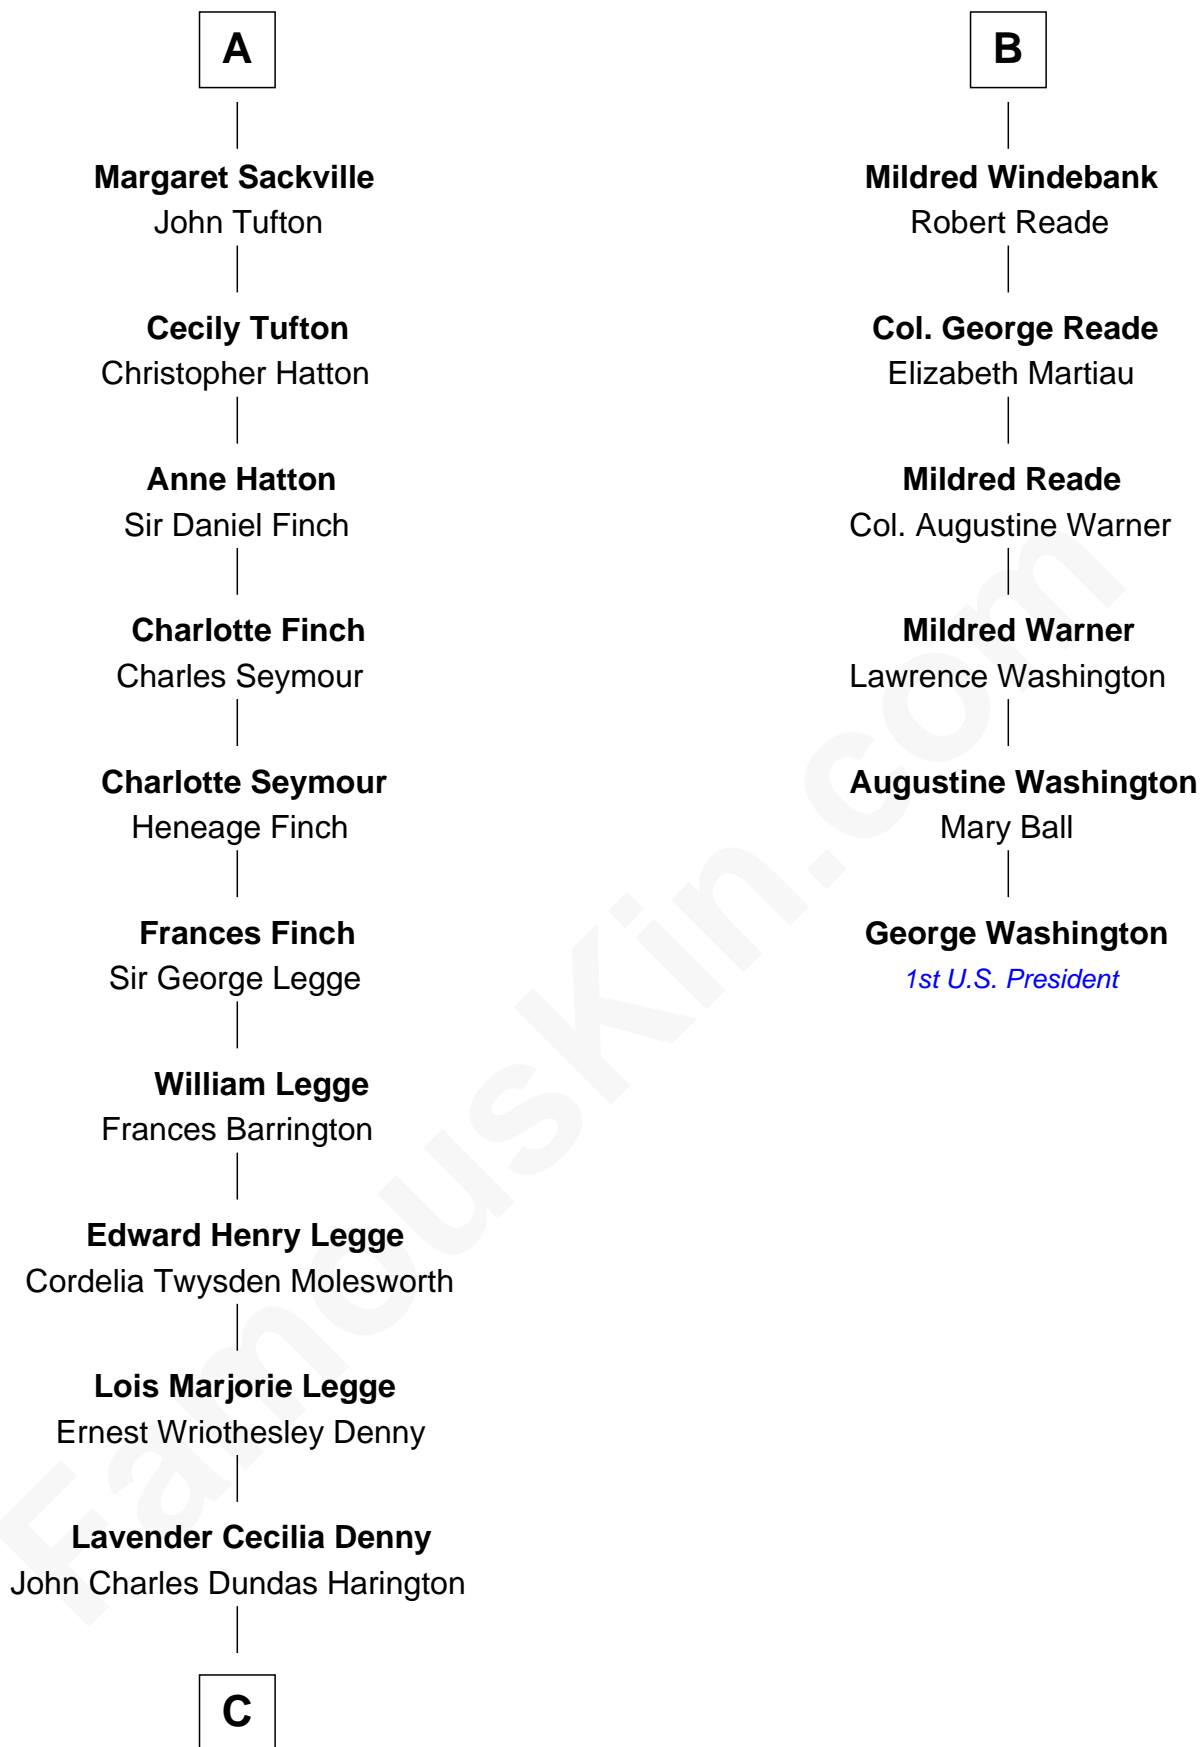 A
Margaret Sackville
John Tufton
Cecily Tufton
Christopher Hatton
Anne Hatton
Sir Daniel Finch
Charlotte Finch
Charles Seymour
Charlotte Seymour
Heneage Finch
Frances Finch
Sir George Legge
William Legge
Frances Barrington
Edward Henry Legge
Cordelia Twysden Molesworth
Lois Marjorie Legge
Ernest Wriothesley Denny
Lavender Cecilia Denny
John Charles Dundas Harington
C
B
Mildred Windebank
Robert Reade
Col. George Reade
Elizabeth Martiau
Mildred Reade
Col. Augustine Warner
Mildred Warner
Lawrence Washington
Augustine Washington
Mary Ball
George Washington
1st U.S. President
FamousKin.com